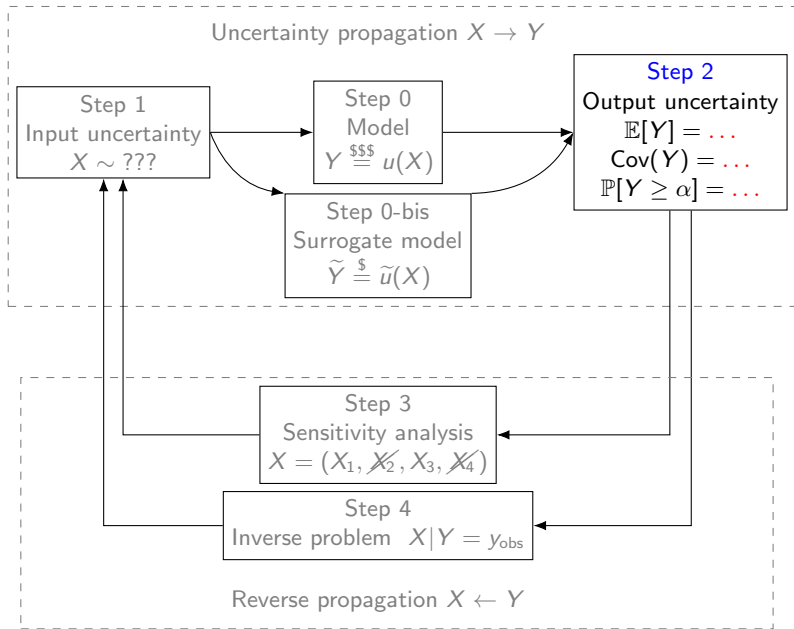 Uncertainty propagation X → Y
Step 1
Input uncertainty
X ∼ ???
Step 0
Model
Y $$$= u(X)
Step 0-bis
Surrogate model
Ỹ $= ũ(X)
Step 2
Output uncertainty
𝔼[Y] = ...
Cov(Y) = ...
ℙ[Y ≥ α] = ...
Step 3
Sensitivity analysis
X = (X₁, X₂, X₃, X₄)
Step 4
Inverse problem X|Y = y_obs
Reverse propagation X ← Y